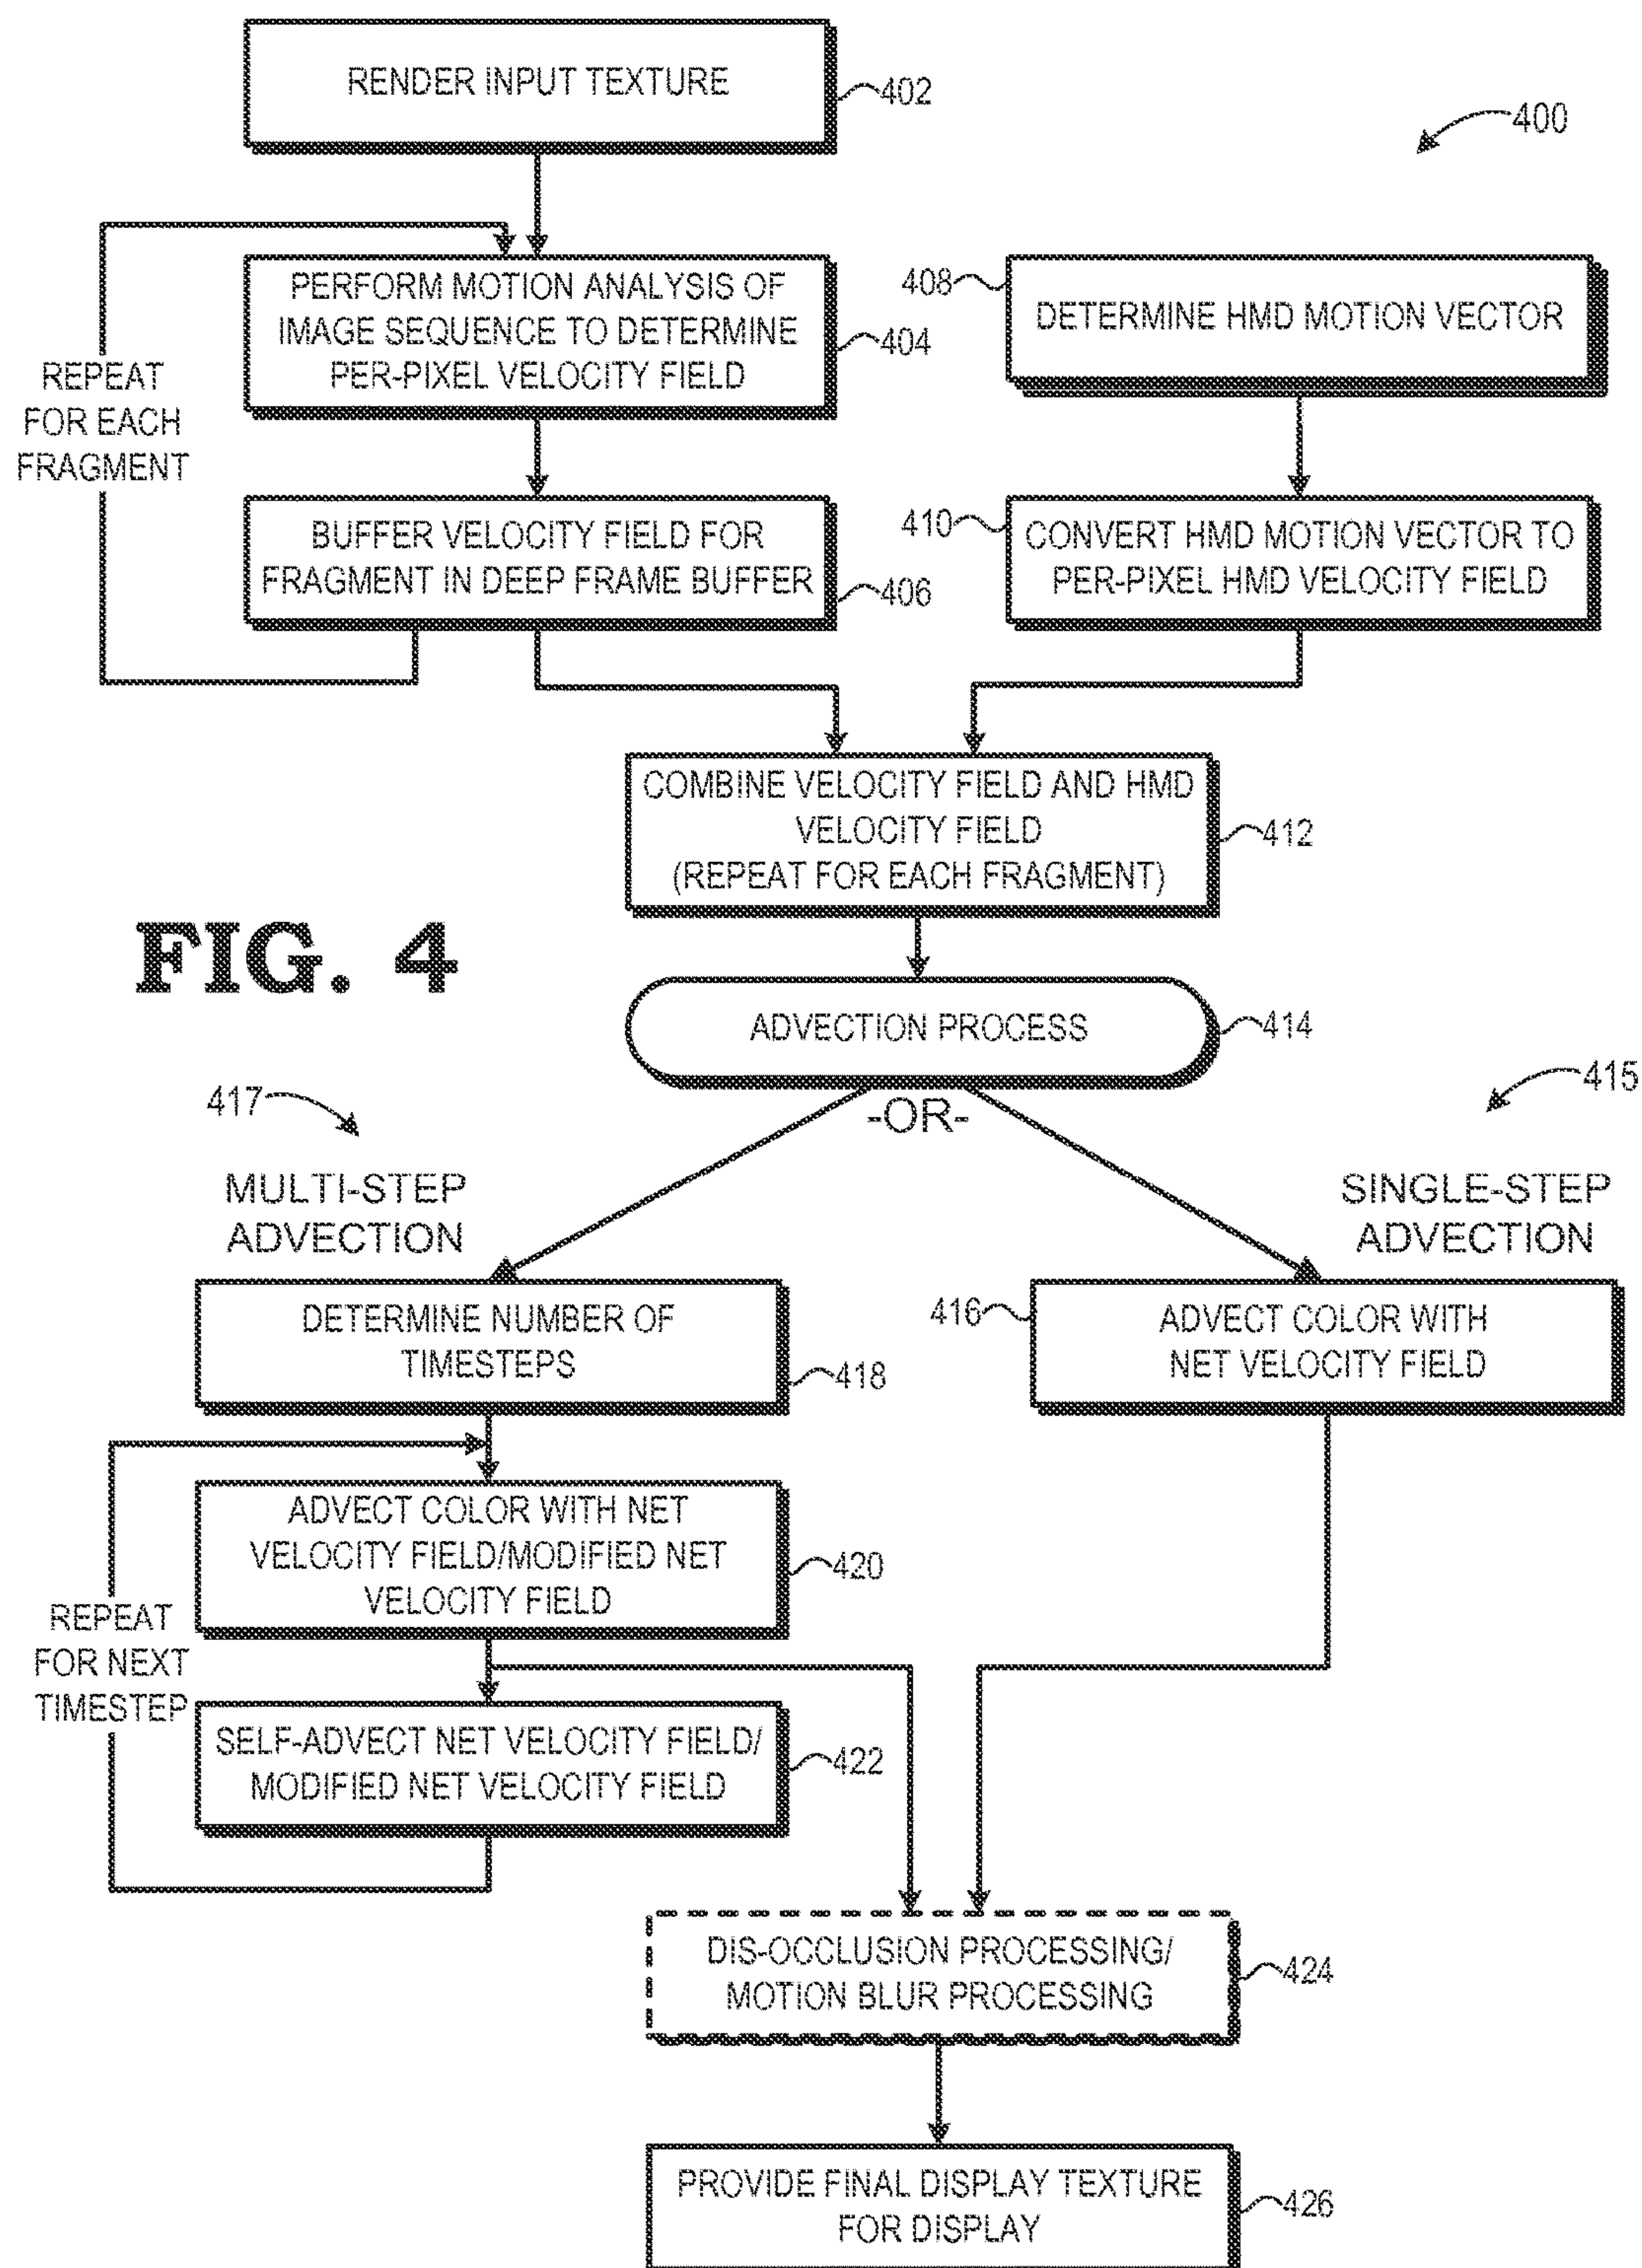 RENDER INPUT TEXTURE
402
400
PERFORM MOTION ANALYSIS OF
IMAGE SEQUENCE TO DETERMINE
PER-PIXEL VELOCITY FIELD
404
408
DETERMINE HMD MOTION VECTOR
REPEAT
FOR EACH
FRAGMENT
BUFFER VELOCITY FIELD FOR
FRAGMENT IN DEEP FRAME BUFFER
406
410
CONVERT HMD MOTION VECTOR TO
PER-PIXEL HMD VELOCITY FIELD
COMBINE VELOCITY FIELD AND HMD
VELOCITY FIELD
(REPEAT FOR EACH FRAGMENT)
412
FIG. 4
ADVECTION PROCESS
414
-OR-
417
MULTI-STEP
ADVECTION
415
SINGLE-STEP
ADVECTION
DETERMINE NUMBER OF
TIMESTEPS
418
416
ADVECT COLOR WITH
NET VELOCITY FIELD
ADVECT COLOR WITH NET
VELOCITY FIELD/MODIFIED NET
VELOCITY FIELD
420
REPEAT
FOR NEXT
TIMESTEP
SELF-ADVECT NET VELOCITY FIELD/
MODIFIED NET VELOCITY FIELD
422
DIS-OCCLUSION PROCESSING/
MOTION BLUR PROCESSING
424
PROVIDE FINAL DISPLAY TEXTURE
FOR DISPLAY
426